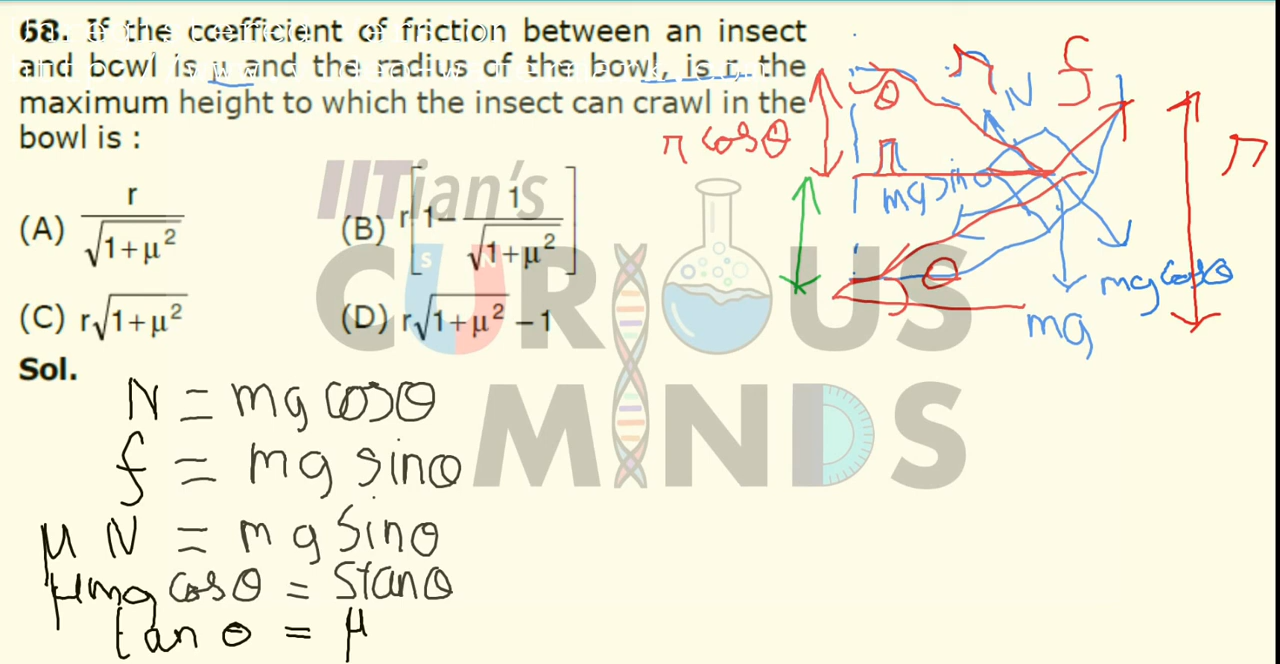 68. If the coefficient of friction between an insect
and bowl is μ and the radius of the bowl, is r, the
maximum height to which the insect can crawl in the
bowl is :
(A) r/√(1+μ²)
(B) r[1 - 1/√(1+μ²)]
(C) r√(1+μ²)
(D) r√(1+μ²) - 1
Sol.
N = mg cosθ
f = mg sinθ
μ N = mg sinθ
μmg cosθ = stanθ
tan θ = μ
r cosθ
θ
r
N
f
r
r
mg sinθ
θ
mg cosθ
mg
IITian's
CURIOUS
S N
MINDS